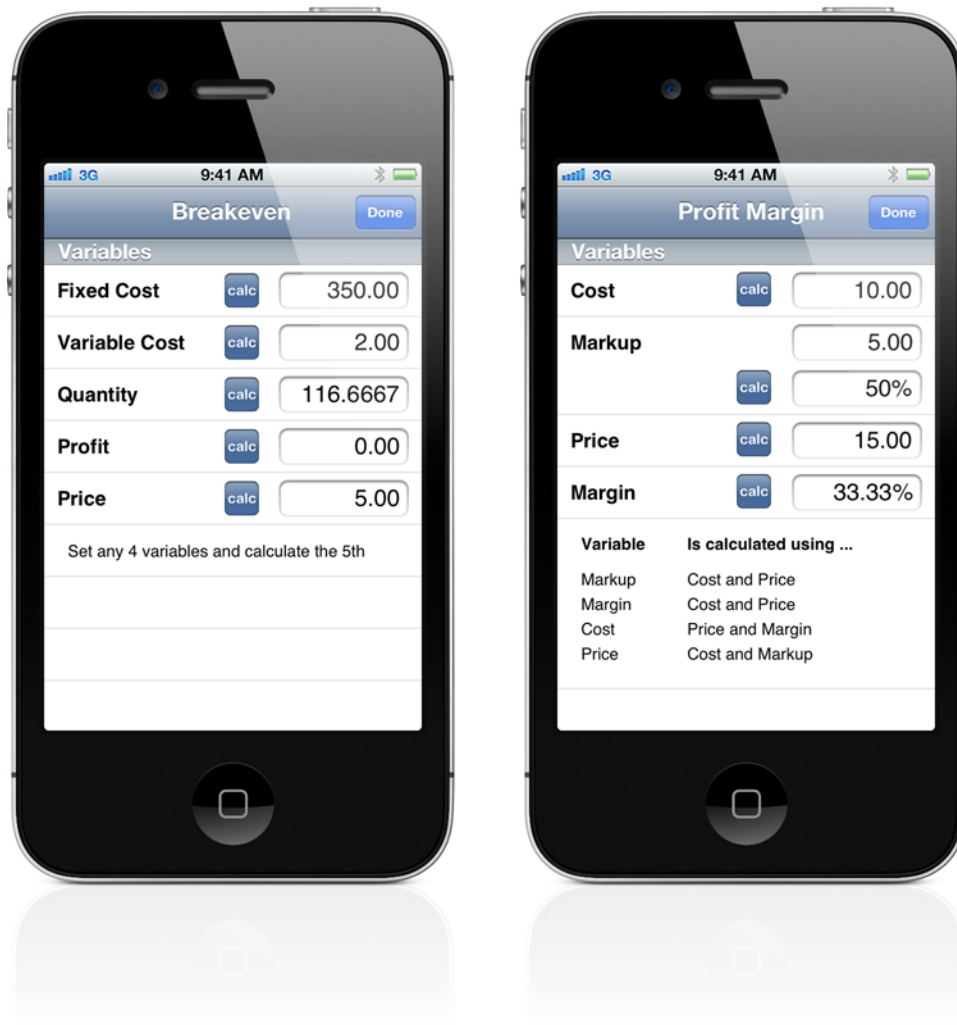 3G 9:41 AM
Breakeven Done
Variables
Fixed Cost calc 350.00
Variable Cost calc 2.00
Quantity calc 116.6667
Profit calc 0.00
Price calc 5.00
Set any 4 variables and calculate the 5th
3G 9:41 AM
Profit Margin Done
Variables
Cost calc 10.00
Markup 5.00
calc 50%
Price calc 15.00
Margin calc 33.33%
Variable Is calculated using ...
Markup Cost and Price
Margin Cost and Price
Cost Price and Margin
Price Cost and Markup